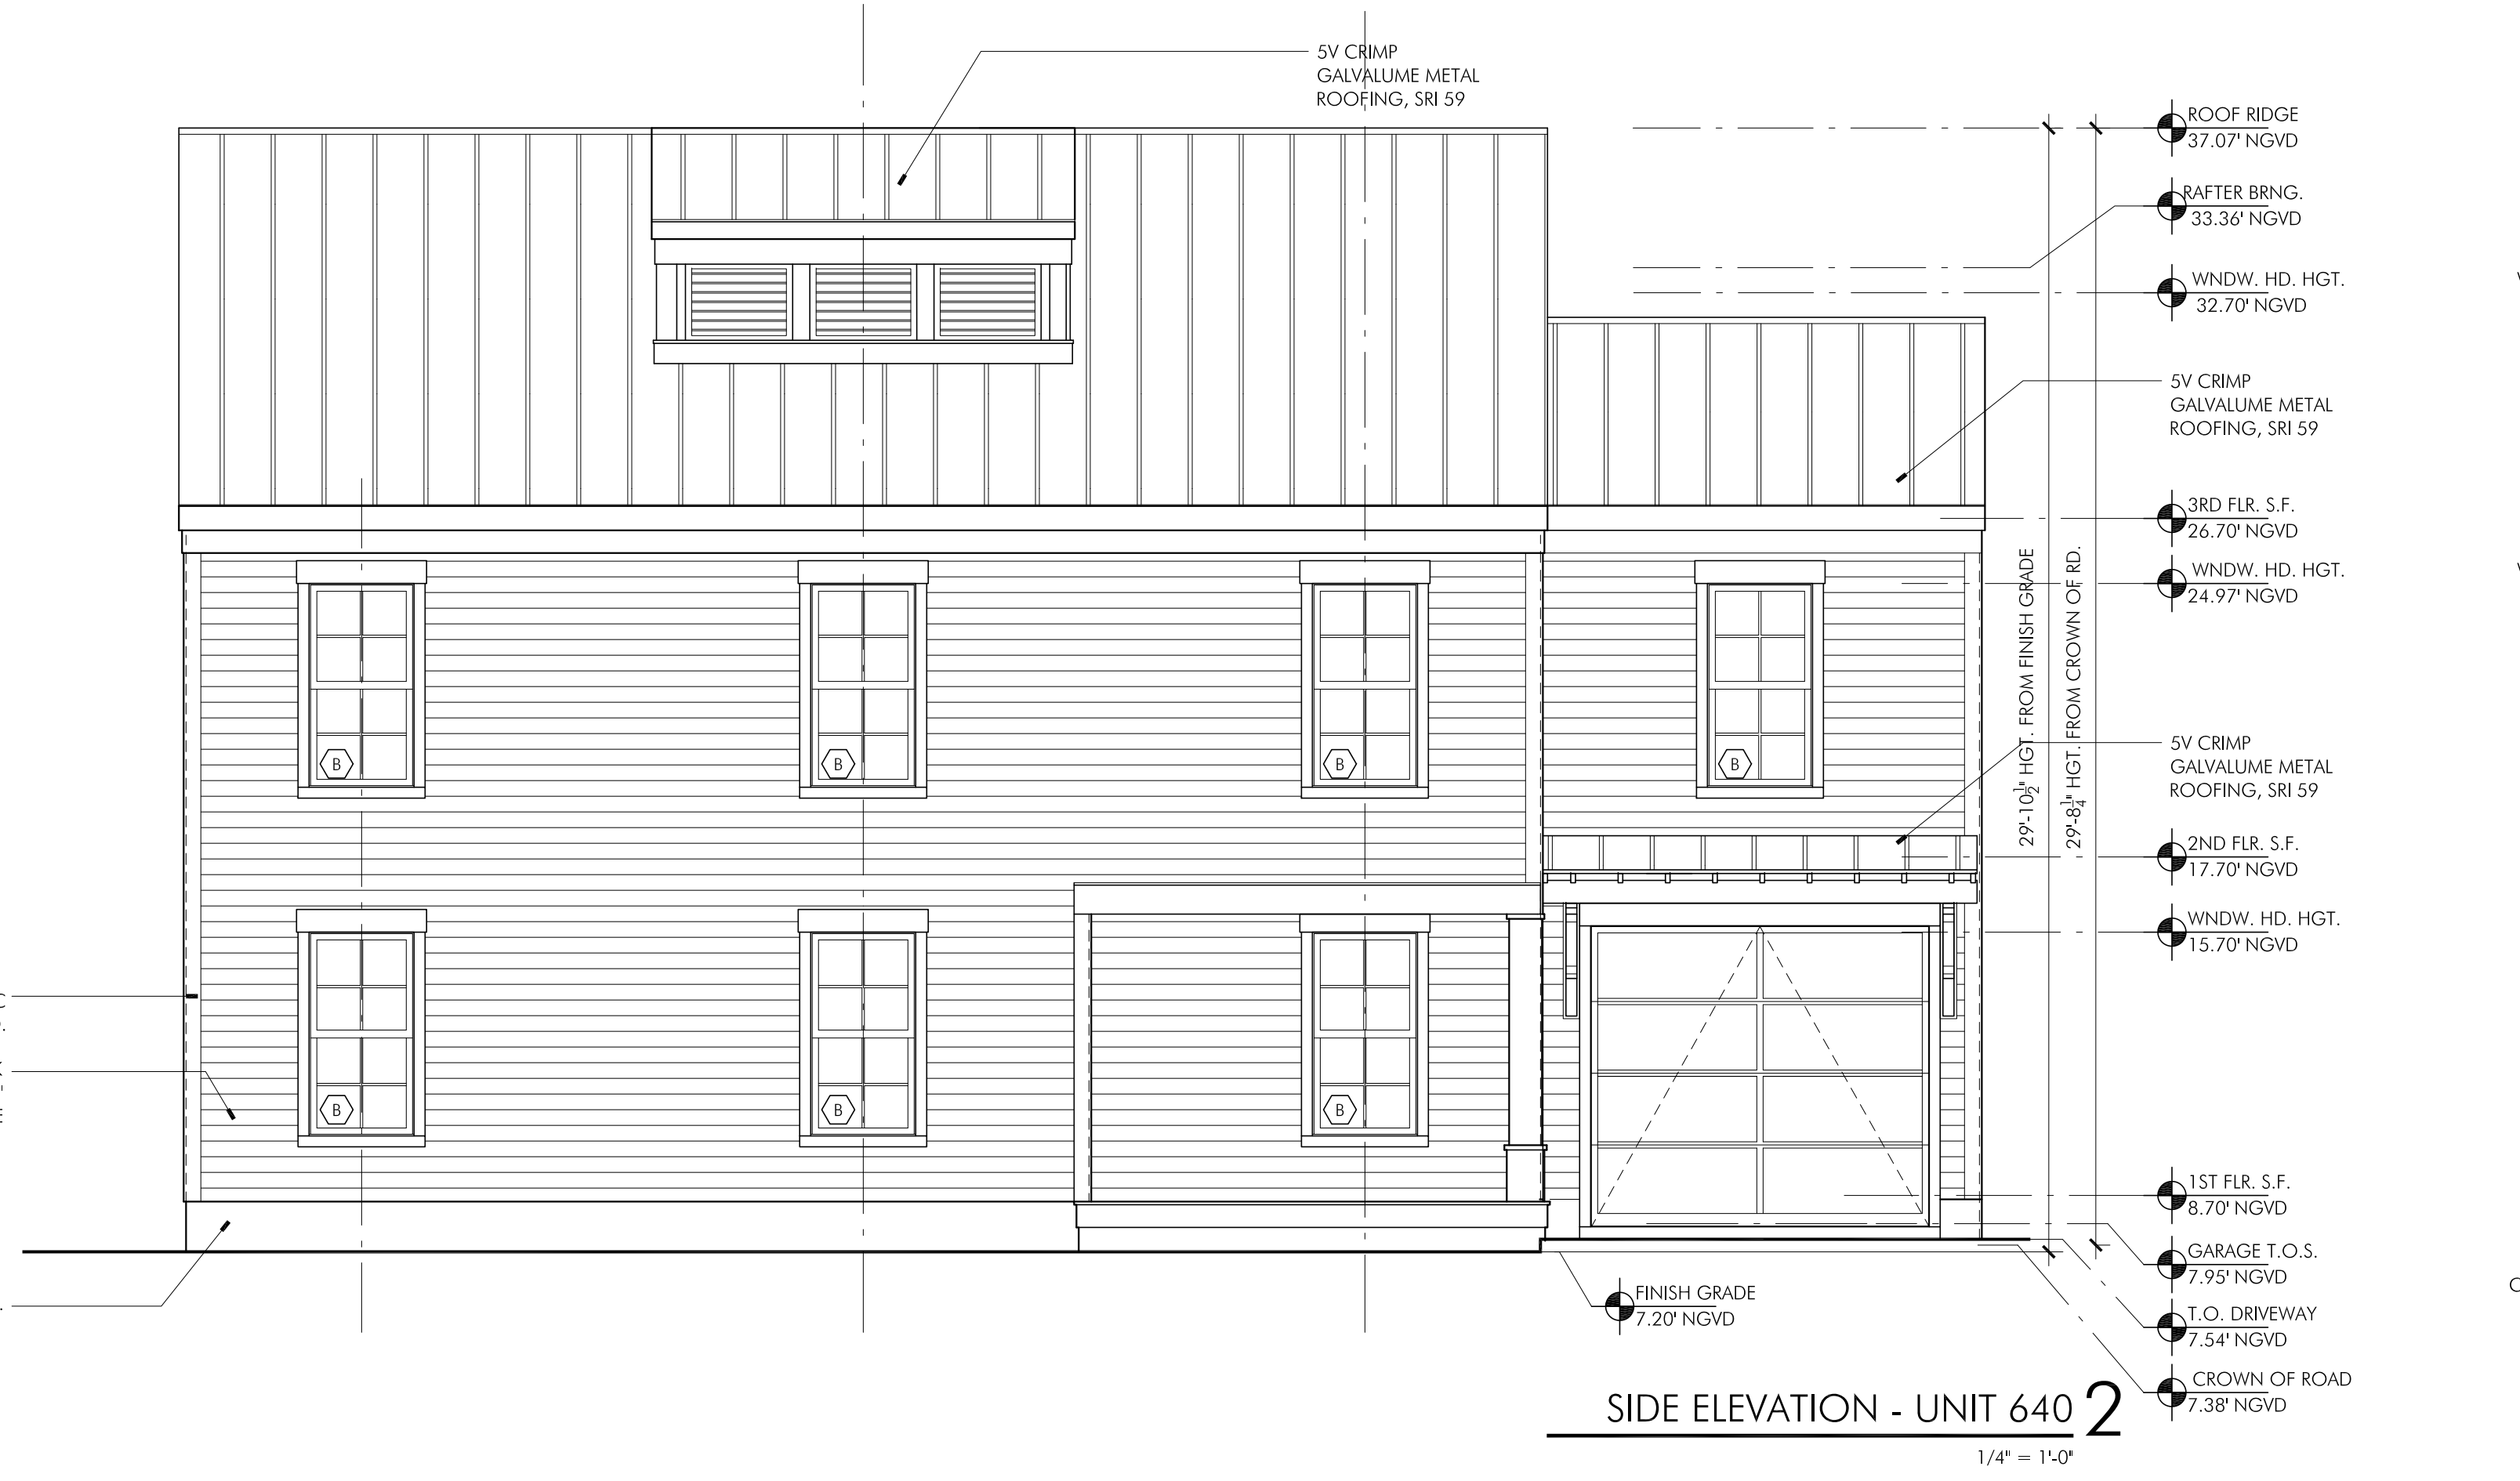 5V CRIMP
GALVALUME METAL
ROOFING, SRI 59
ROOF RIDGE
37.07' NGVD
RAFTER BRNG.
33.36' NGVD
WNDW. HD. HGT.
32.70' NGVD
5V CRIMP
GALVALUME METAL
ROOFING, SRI 59
3RD FLR. S.F.
26.70' NGVD
WNDW. HD. HGT.
24.97' NGVD
29'-10 1/2" HGT. FROM FINISH GRADE
29'-8 1/4" HGT. FROM CROWN OF RD.
B
B
B
B
5V CRIMP
GALVALUME METAL
ROOFING, SRI 59
2ND FLR. S.F.
17.70' NGVD
WNDW. HD. HGT.
15.70' NGVD
B
B
B
1ST FLR. S.F.
8.70' NGVD
GARAGE T.O.S.
7.95' NGVD
FINISH GRADE
7.20' NGVD
T.O. DRIVEWAY
7.54' NGVD
CROWN OF ROAD
7.38' NGVD
SIDE ELEVATION - UNIT 640 2
1/4" = 1'-0"